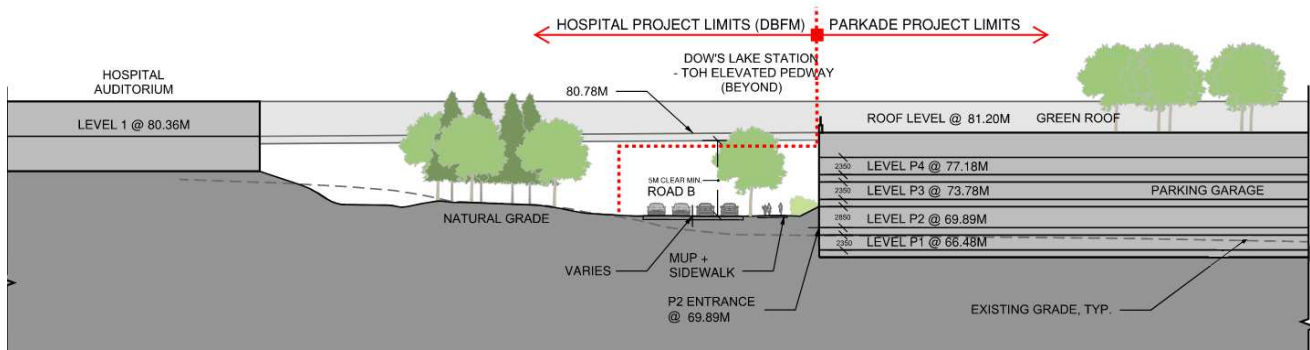 HOSPITAL PROJECT LIMITS (DBFM)
PARKADE PROJECT LIMITS
DOW'S LAKE STATION
- TOH ELEVATED PEDWAY
(BEYOND)
HOSPITAL
AUDITORIUM
80.78M
LEVEL 1 @ 80.36M
ROOF LEVEL @ 81.20M
GREEN ROOF
2350
LEVEL P4 @ 77.18M
5M CLEAR MIN.
ROAD B
2350
LEVEL P3 @ 73.78M
PARKING GARAGE
NATURAL GRADE
2850
LEVEL P2 @ 69.89M
2350
LEVEL P1 @ 66.48M
VARIES
MUP +
SIDEWALK
P2 ENTRANCE
@ 69.89M
EXISTING GRADE, TYP.